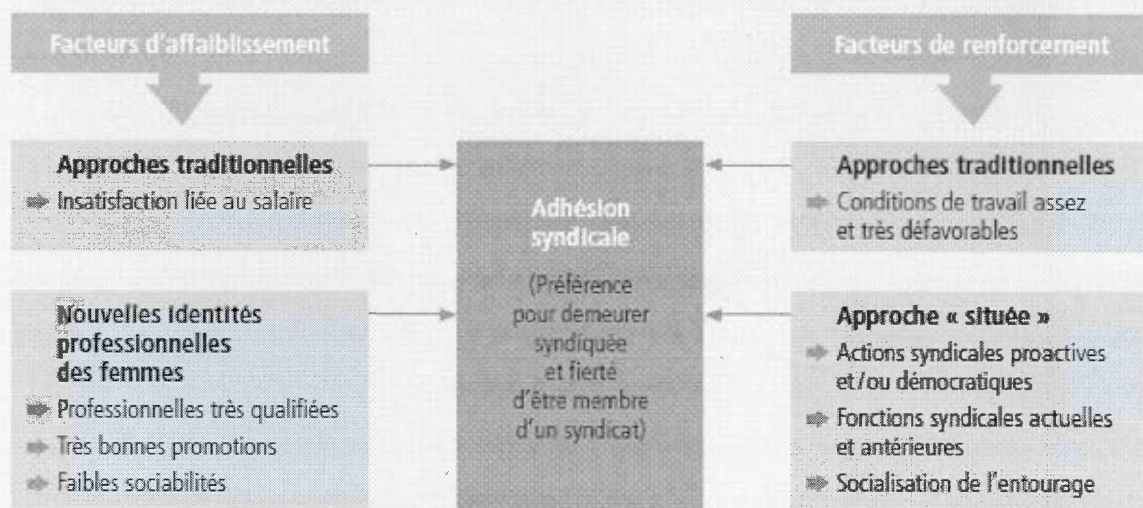 Facteurs d'affaiblissement
Approches traditionnelles
Insatisfaction liée au salaire
Nouvelles identités
professionnelles
des femmes
Professionnelles très qualifiées
Très bonnes promotions
Faibles sociabilités
Adhésion
syndicale
(Préférence
pour demeurer
syndiquée
et fierté
d'être membre
d'un syndicat)
Facteurs de renforcement
Approches traditionnelles
Conditions de travail assez
et très défavorables
Approche « située »
Actions syndicales proactives
et/ou démocratiques
Fonctions syndicales actuelles
et antérieures
Socialisation de l'entourage